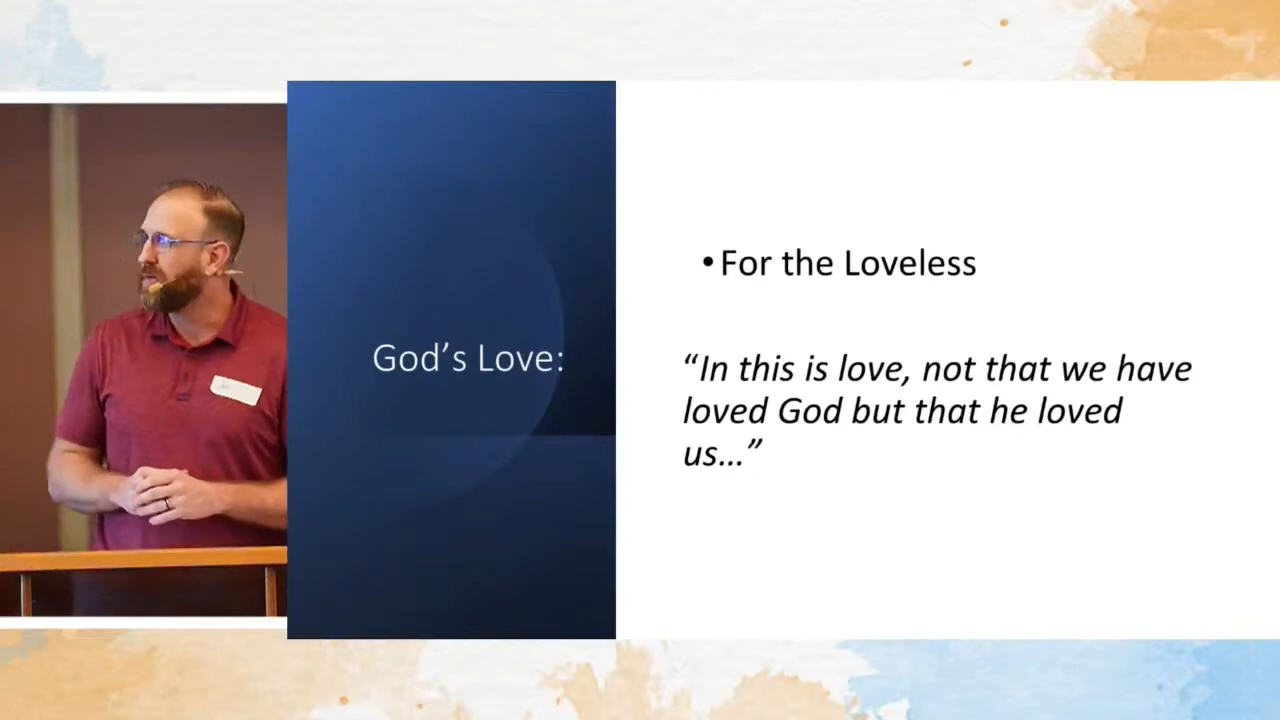 God’s Love:
•For the Loveless
“In this is love, not that we have
loved God but that he loved
us…”